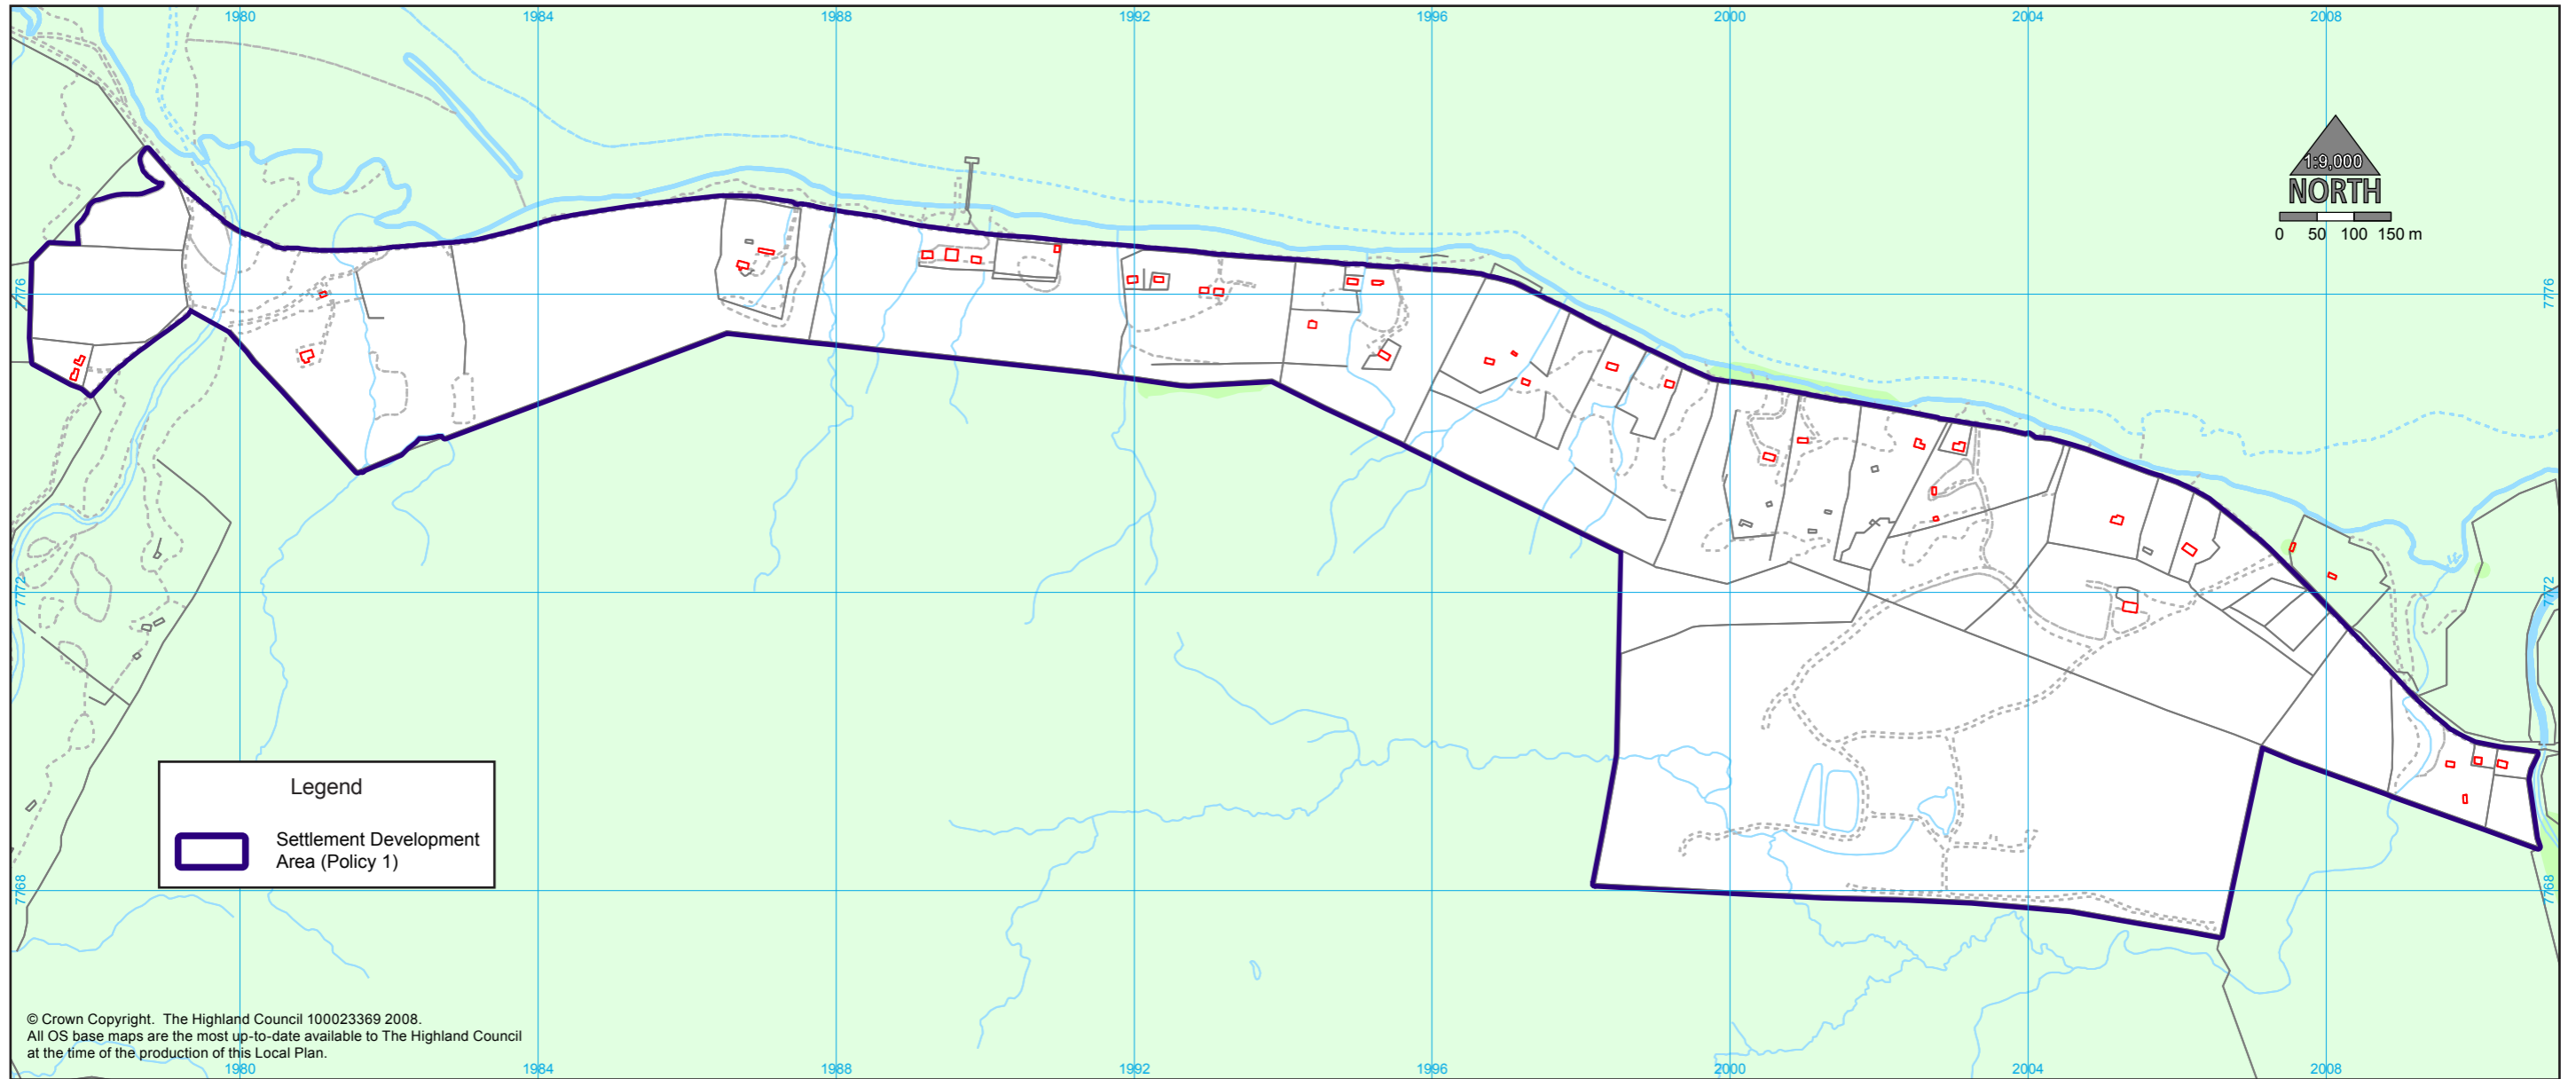 1980 1984 1988 1992 1996 2000 2004 2008
1:9,000
NORTH
0 50 100 150 m
7776 7776
7772 7772
Legend
Settlement Development
Area (Policy 1)
7768 7768
© Crown Copyright. The Highland Council 100023369 2008.
All OS base maps are the most up-to-date available to The Highland Council
at the time of the production of this Local Plan.
1980 1984 1988 1992 1996 2000 2004 2008